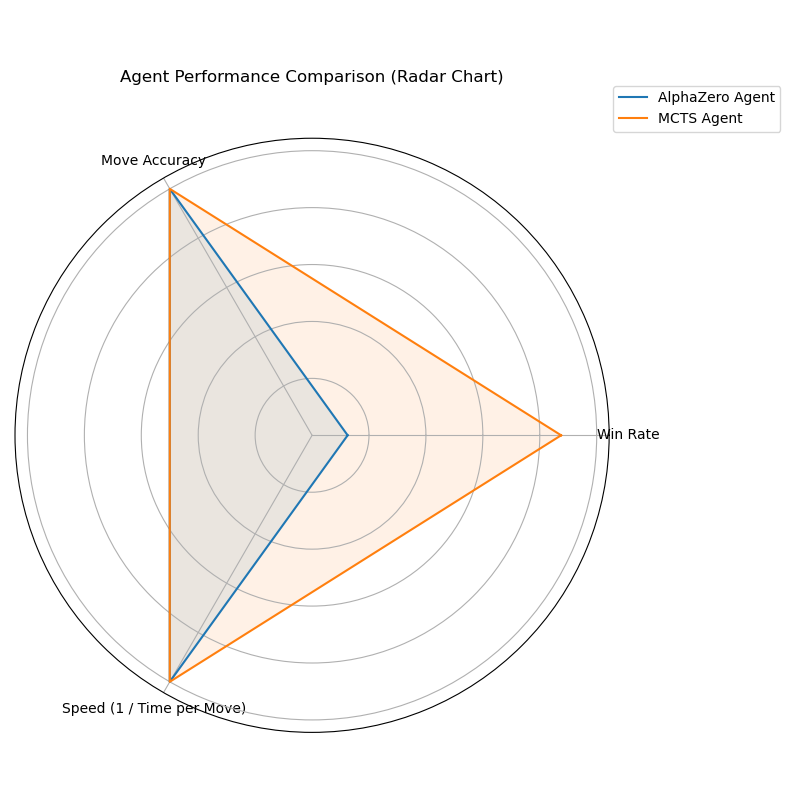 Agent Performance Comparison (Radar Chart)
AlphaZero Agent
MCTS Agent
Move Accuracy
Win Rate
Speed (1 / Time per Move)